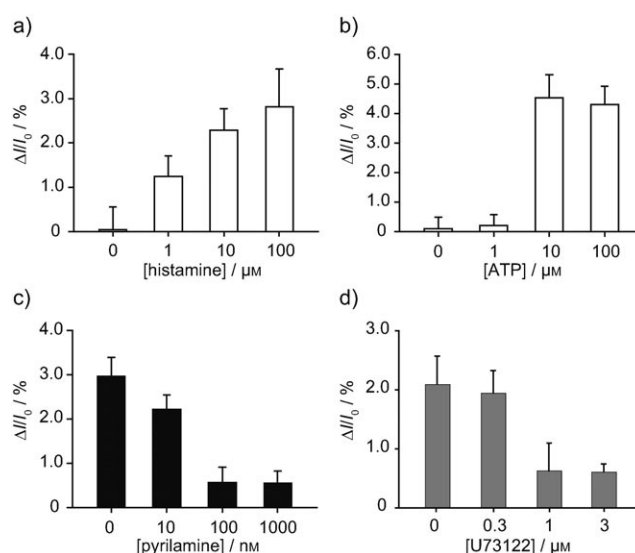 a)
4.0
3.0
2.0
1.0
0
ΔI/I0 / %
0 1 10 100
[histamine] / μM
b)
6.0
5.0
4.0
3.0
2.0
1.0
0
ΔI/I0 / %
0 1 10 100
[ATP] / μM
c)
4.0
3.0
2.0
1.0
0
ΔI/I0 / %
0 10 100 1000
[pyrilamine] / nM
d)
3.0
2.0
1.0
0
ΔI/I0 / %
0 0.3 1 3
[U73122] / μM